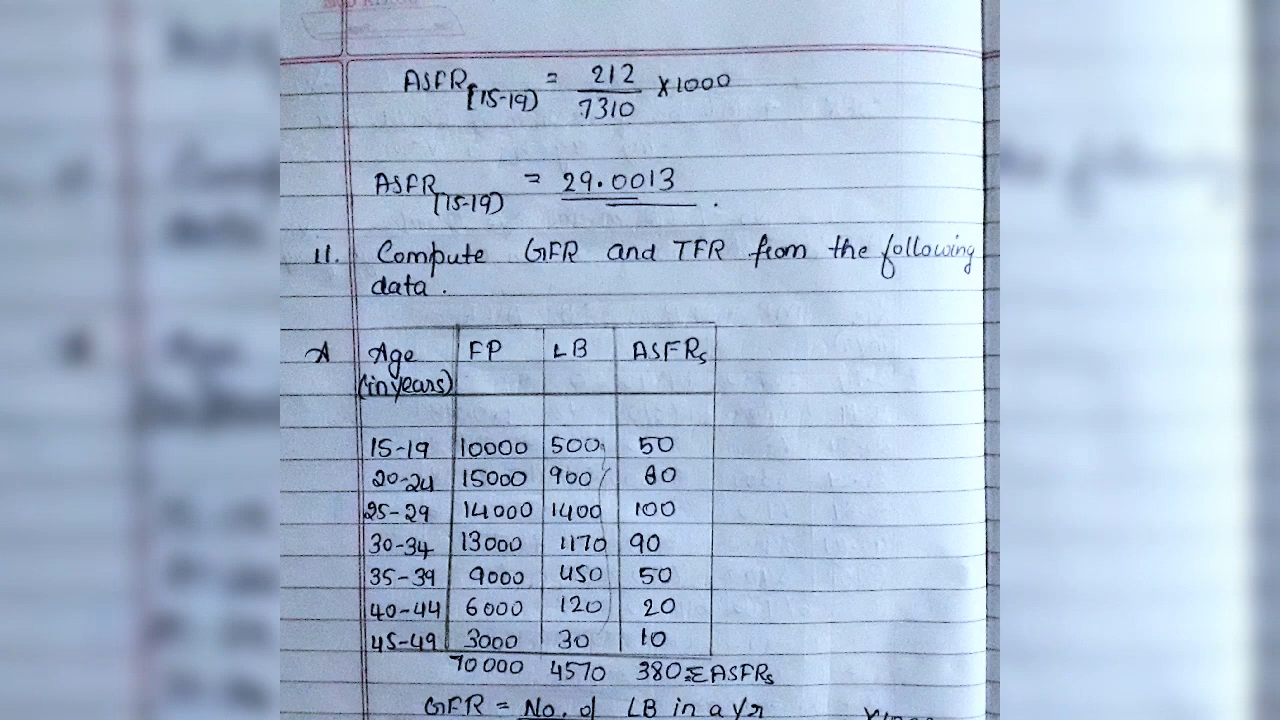 ASFR(15-19) = 212 / 7310 ×1000
ASFR(15-19) = 29.0013.
11. Compute GFR and TFR from the following
data.
A Age (in years) FP LB ASFRs
15-19 10000 500 50
20-24 15000 900 60
25-29 14000 1400 100
30-34 13000 1170 90
35-39 9000 450 50
40-44 6000 120 20
45-49 3000 30 10
70000 4570 380 = Σ ASFRs
GFR = No. of LB in a yr